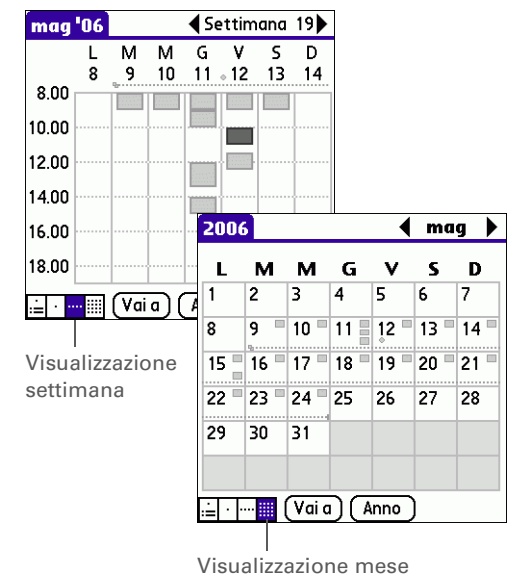 mag '06 Settimana 19
L M M G V S D
8 9 10 11 12 13 14
8.00
10.00
12.00
14.00
16.00
18.00
Vai a A
Visualizzazione
settimana
2006 mag
L M M G V S D
1 2 3 4 5 6 7
8 9 10 11 12 13 14
15 16 17 18 19 20 21
22 23 24 25 26 27 28
29 30 31
Vai a Anno
Visualizzazione mese